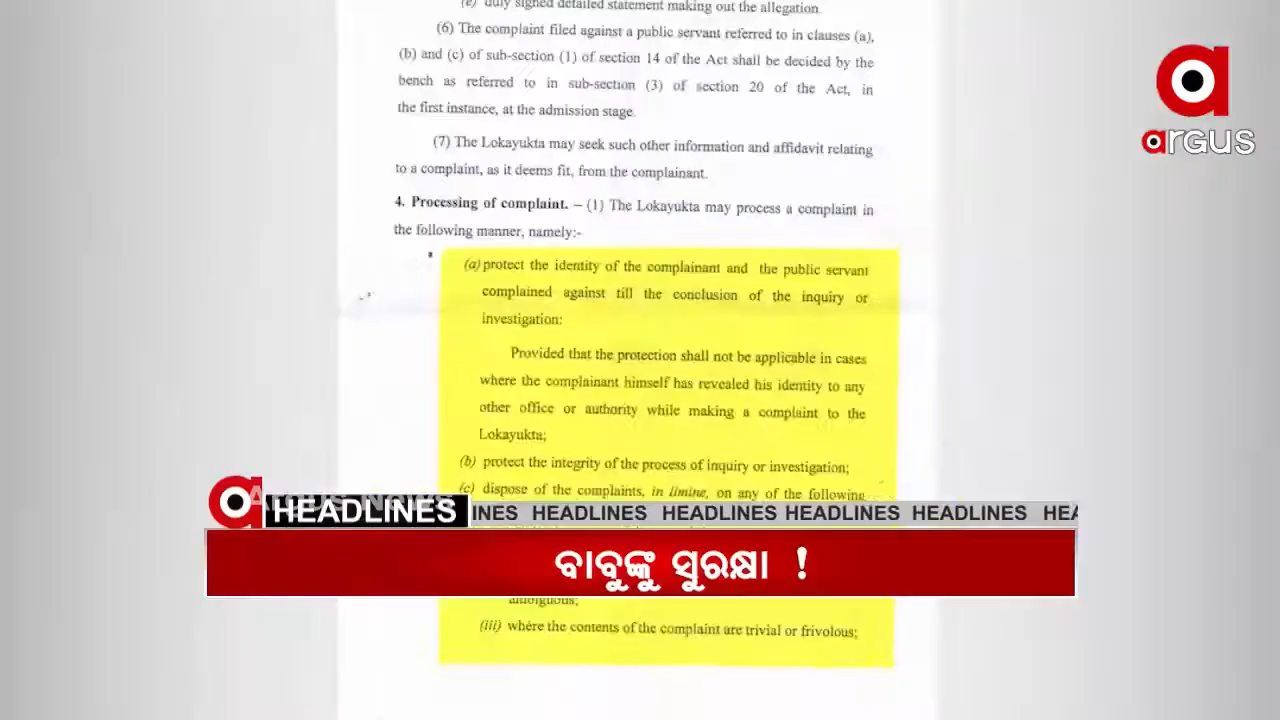 (e) duly signed detailed statement making out the allegation.
(6) The complaint filed against a public servant referred to in clauses (a),
(b) and (c) of sub-section (1) of section 14 of the Act shall be decided by the
bench as referred to in sub-section (3) of section 20 of the Act, in
the first instance, at the admission stage.
(7) The Lokayukta may seek such other information and affidavit relating
to a complaint, as it deems fit, from the complainant.
4. Processing of complaint. – (1) The Lokayukta may process a complaint in
the following manner, namely:-
(a) protect the identity of the complainant and the public servant
complained against till the conclusion of the inquiry or
investigation:
Provided that the protection shall not be applicable in cases
where the complainant himself has revealed his identity to any
other office or authority while making a complaint to the
Lokayukta;
(b) protect the integrity of the process of inquiry or investigation;
(c) dispose of the complaints, in limine, on any of the following
ambiguous;
(iii) where the contents of the complaint are trivial or frivolous;
argus
HEADLINES
INES HEADLINES HEADLINES HEADLINES HEADLINES HEA
ବାବୁଙ୍କୁ ସୁରକ୍ଷା !